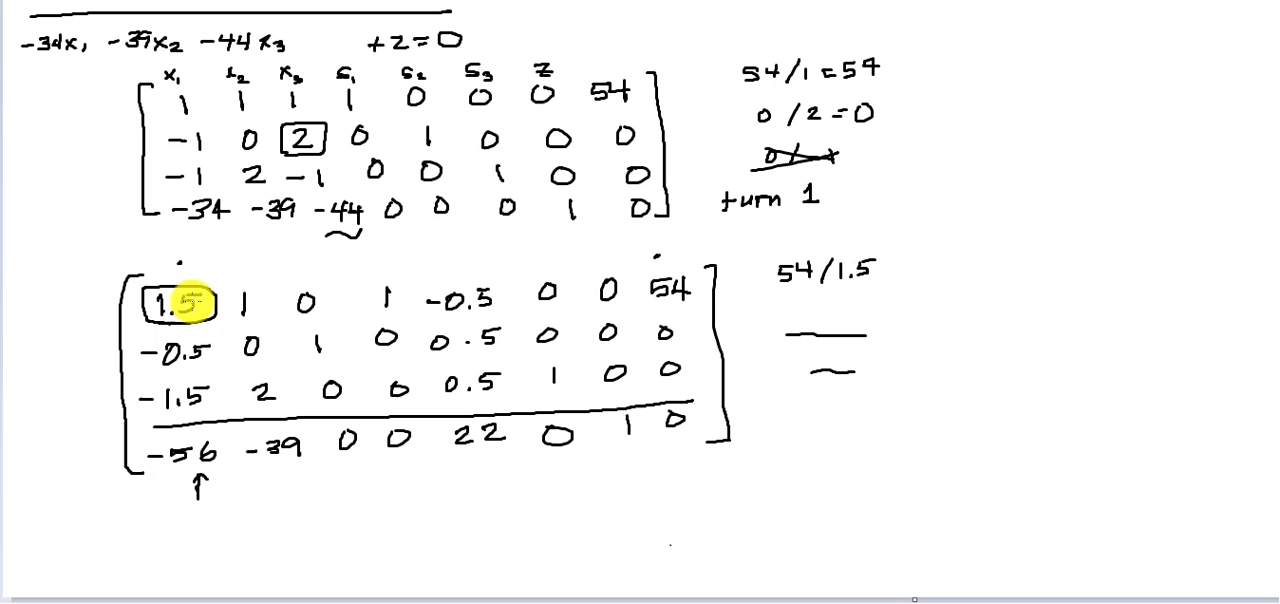 -34x₁ -39x₂ -44x₃ +z=0
x₁ x₂ x₃ S₁ S₂ S₃ Z
1 1 1 1 0 0 0 54
-1 0 2 0 1 0 0 0
-1 2 -1 0 0 1 0 0
-34 -39 -44 0 0 0 1 0
54/1=54
0/2=0
turn 1
1.5 1 0 1 -0.5 0 0 54
-0.5 0 1 0 0.5 0 0 0
-1.5 2 0 0 0.5 1 0 0
-56 -39 0 0 22 0 1 0
54/1.5